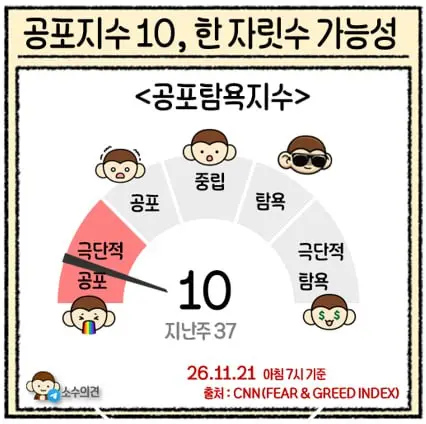 공포지수 10, 한 자릿수 가능성
<공포탐욕지수>
중립
공포
탐욕
극단적
공포
극단적
탐욕
10
지난주 37
26.11.21 아침 7시 기준
소수의견
출처 : CNN(FEAR & GREED INDEX)